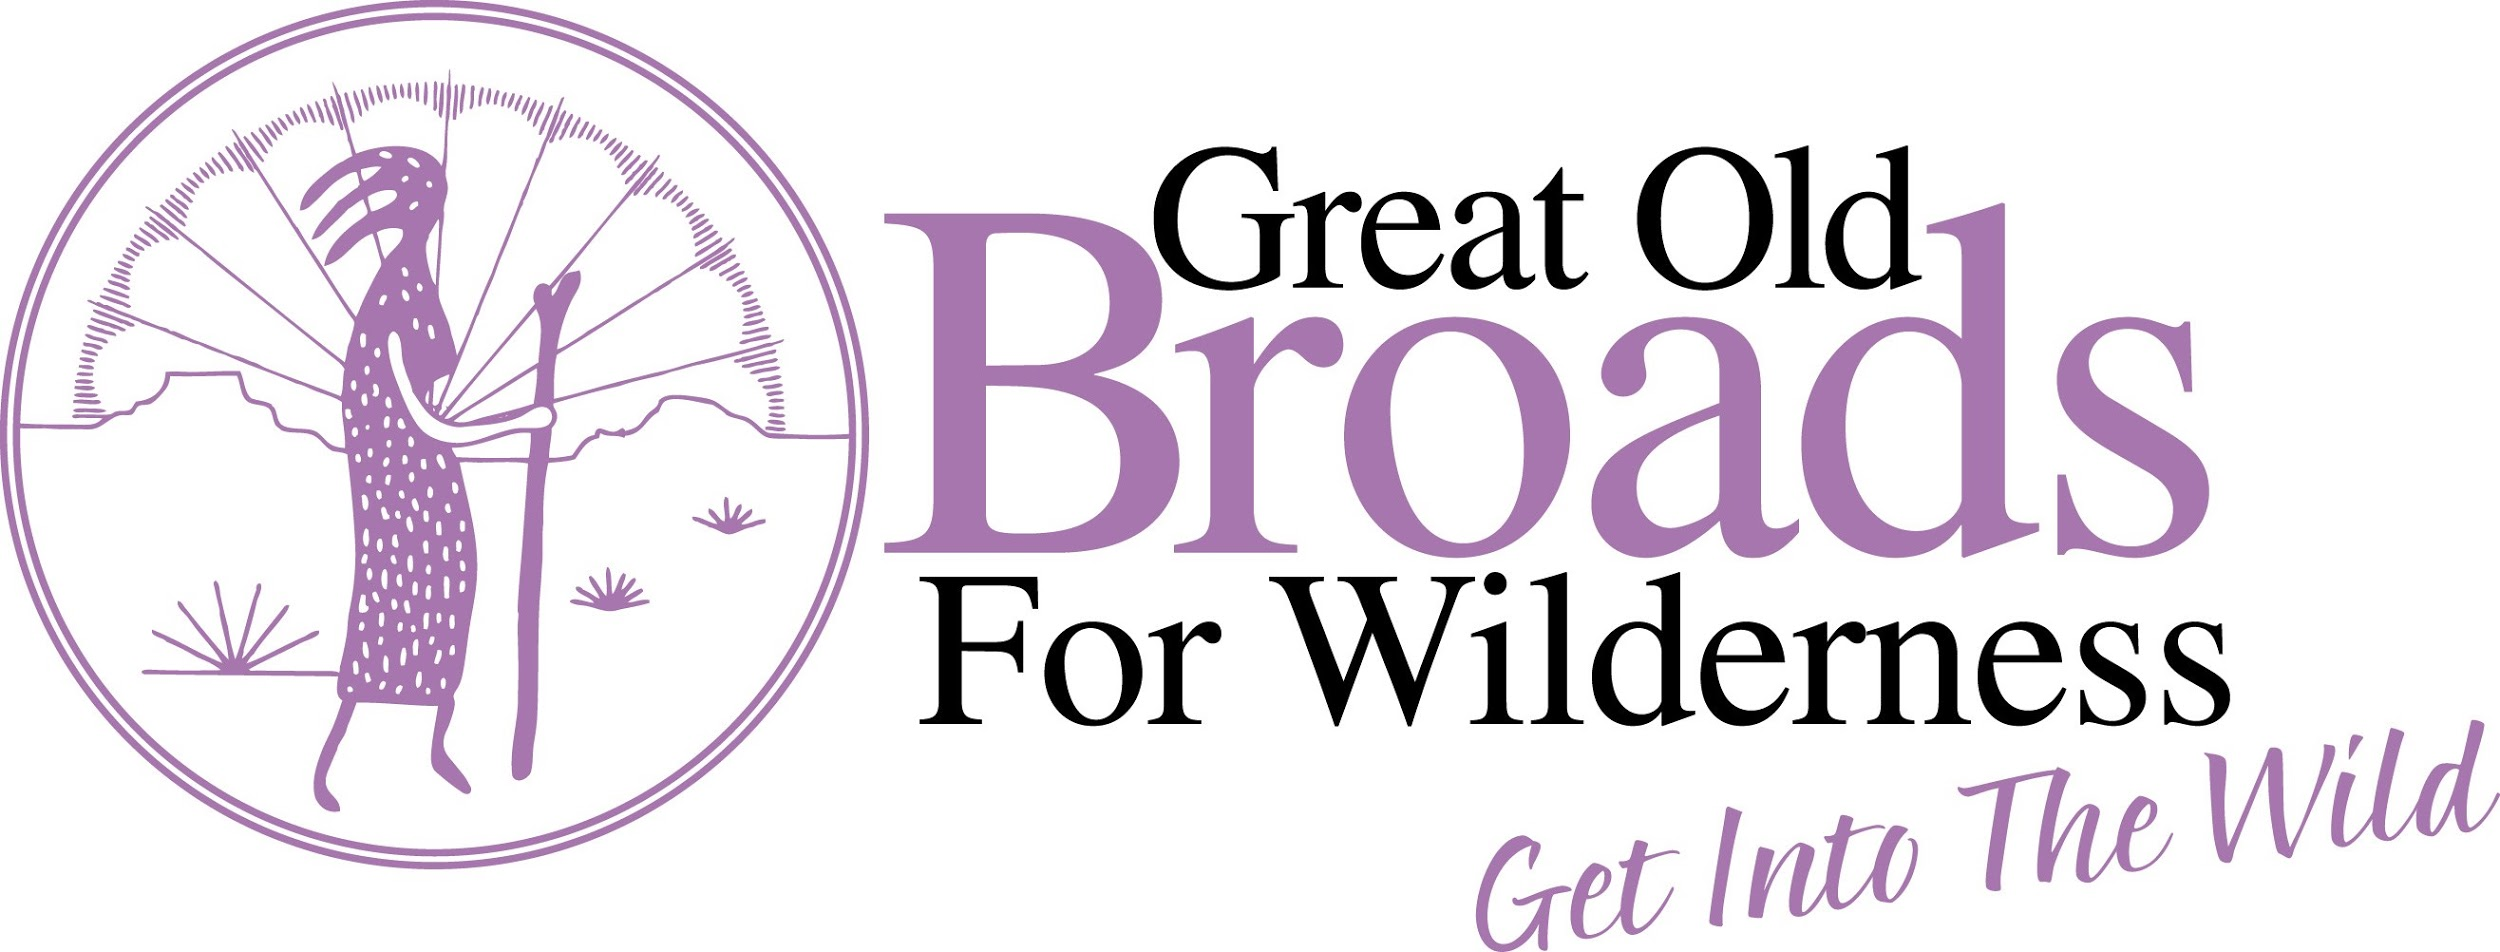 Great Old
Broads
For Wilderness
Get Into The Wild